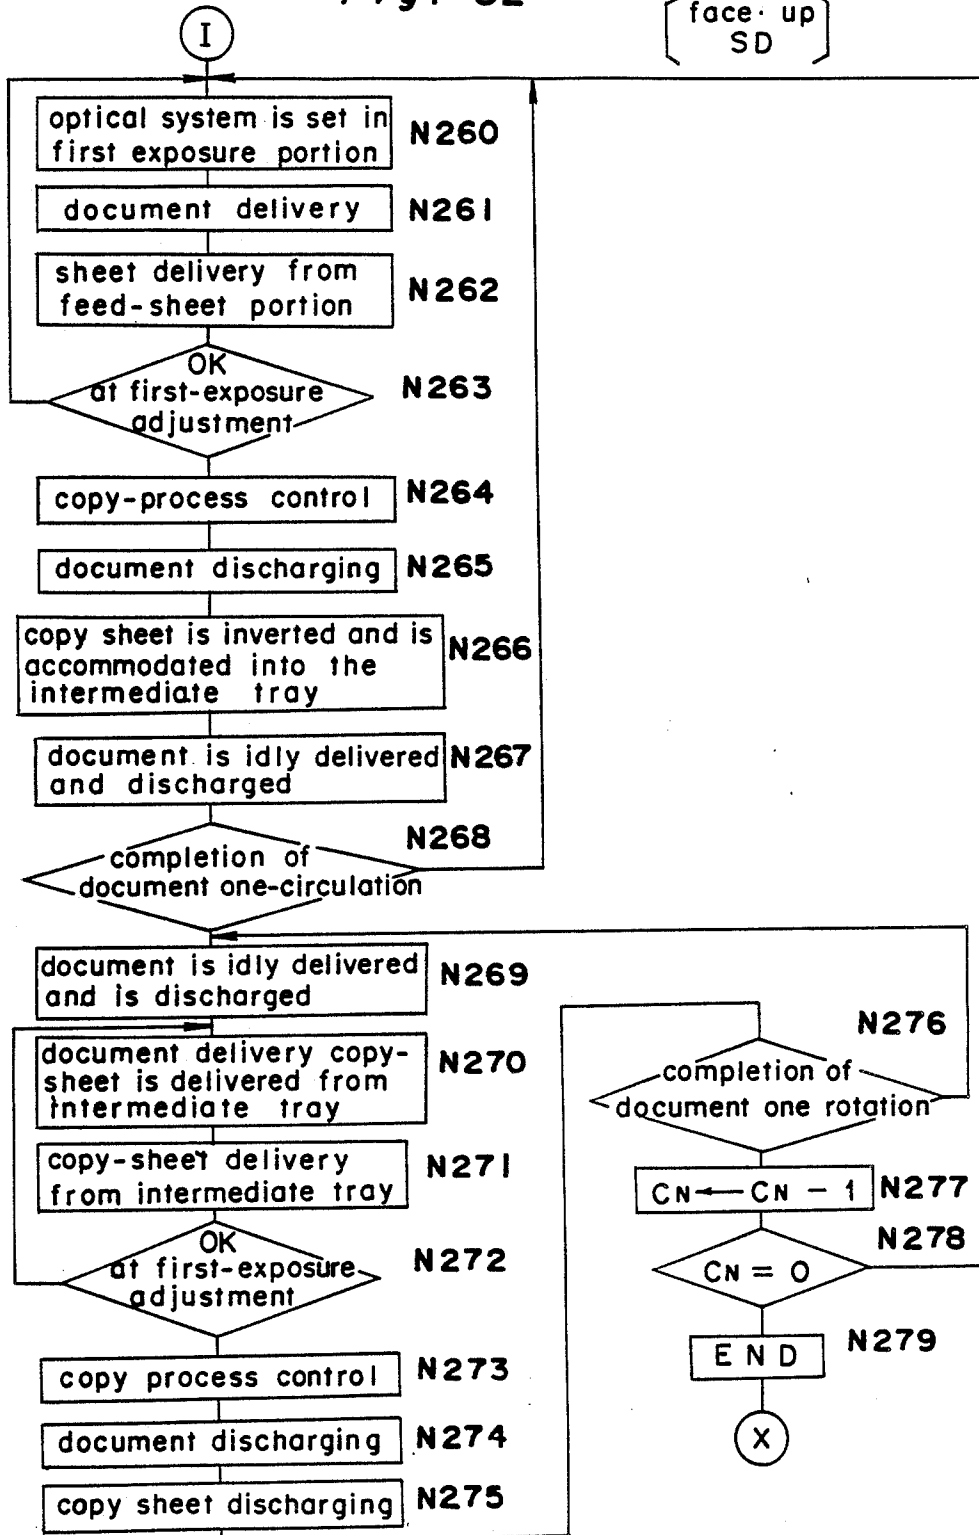 face. up
SD
I
optical system is set in
first exposure portion
N260
document delivery
N261
sheet delivery from
feed-sheet portion
N262
OK
at first-exposure
adjustment
N263
copy-process control
N264
document discharging
N265
copy sheet is inverted and is
accommodated into the
intermediate tray
N266
document is idly delivered
and discharged
N267
completion of
document one-circulation
N268
document is idly delivered
and is discharged
N269
document delivery copy-
sheet is delivered from
intermediate tray
N270
copy-sheet delivery
from intermediate tray
N271
OK
at first-exposure
adjustment
N272
copy process control
N273
document discharging
N274
copy sheet discharging
N275
N276
completion of
document one rotation
CN ← CN - 1
N277
N278
CN = 0
END
N279
X